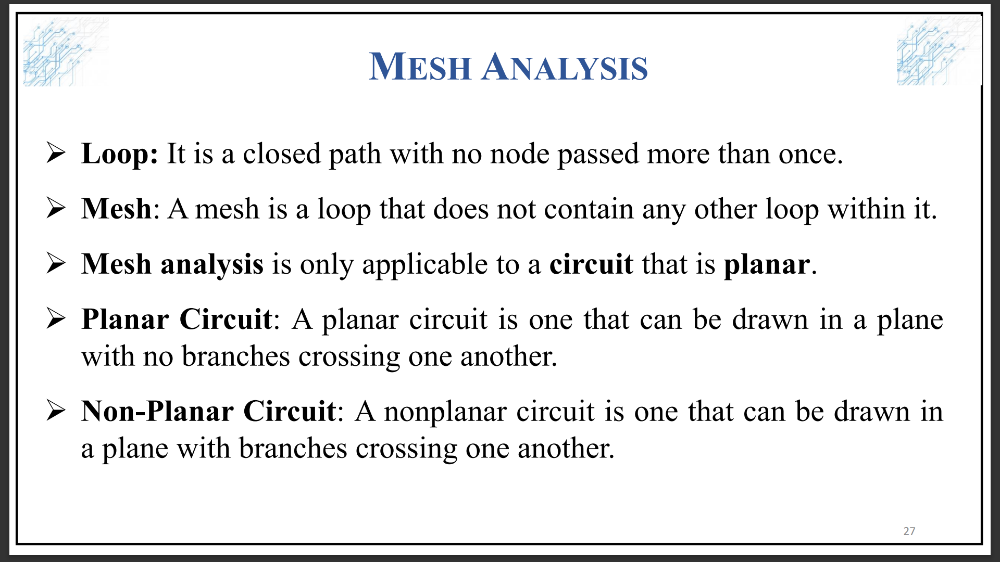 MESH ANALYSIS
➢ Loop: It is a closed path with no node passed more than once.
➢ Mesh: A mesh is a loop that does not contain any other loop within it.
➢ Mesh analysis is only applicable to a circuit that is planar.
➢ Planar Circuit: A planar circuit is one that can be drawn in a plane
with no branches crossing one another.
➢ Non-Planar Circuit: A nonplanar circuit is one that can be drawn in
a plane with branches crossing one another.
27